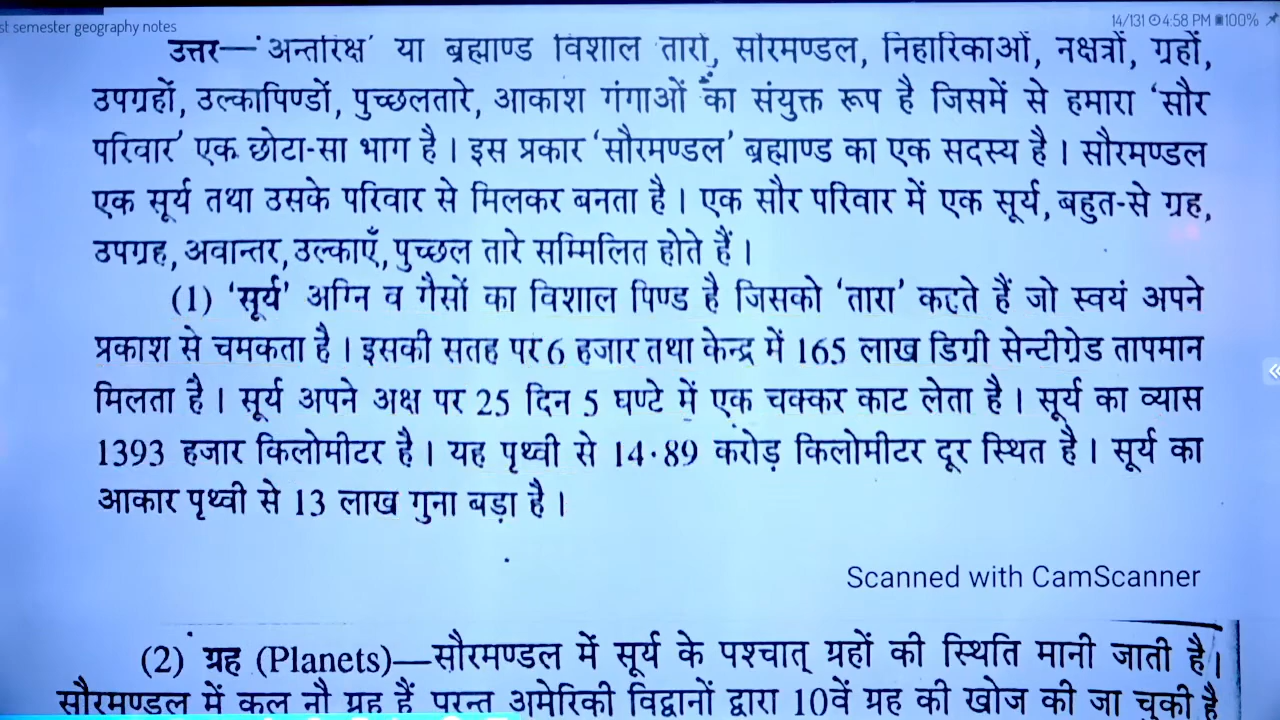 st semester geography notes
14/131 4:58 PM 100%
उत्तर—'अन्तरिक्ष' या ब्रह्माण्ड विशाल तारों, सौरमण्डल, निहारिकाओं, नक्षत्रों, ग्रहों,
उपग्रहों, उल्कापिण्डों, पुच्छलतारे, आकाश गंगाओं का संयुक्त रूप है जिसमें से हमारा 'सौर
परिवार' एक छोटा-सा भाग है। इस प्रकार 'सौरमण्डल' ब्रह्माण्ड का एक सदस्य है। सौरमण्डल
एक सूर्य तथा उसके परिवार से मिलकर बनता है। एक सौर परिवार में एक सूर्य, बहुत-से ग्रह,
उपग्रह, अवान्तर, उल्काएँ, पुच्छल तारे सम्मिलित होते हैं।
(1) 'सूर्य' अग्नि व गैसों का विशाल पिण्ड है जिसको 'तारा' कहते हैं जो स्वयं अपने
प्रकाश से चमकता है। इसकी सतह पर 6 हजार तथा केन्द्र में 165 लाख डिग्री सेन्टीग्रेड तापमान
मिलता है। सूर्य अपने अक्ष पर 25 दिन 5 घण्टे में एक चक्कर काट लेता है। सूर्य का व्यास
1393 हजार किलोमीटर है। यह पृथ्वी से 14·89 करोड़ किलोमीटर दूर स्थित है। सूर्य का
आकार पृथ्वी से 13 लाख गुना बड़ा है।
Scanned with CamScanner
(2) ग्रह (Planets)—सौरमण्डल में सूर्य के पश्चात् ग्रहों की स्थिति मानी जाती है।
सौरमण्डल में कुल नौ ग्रह हैं परन्तु अमेरिकी विद्वानों द्वारा 10वें ग्रह की खोज की जा चुकी है